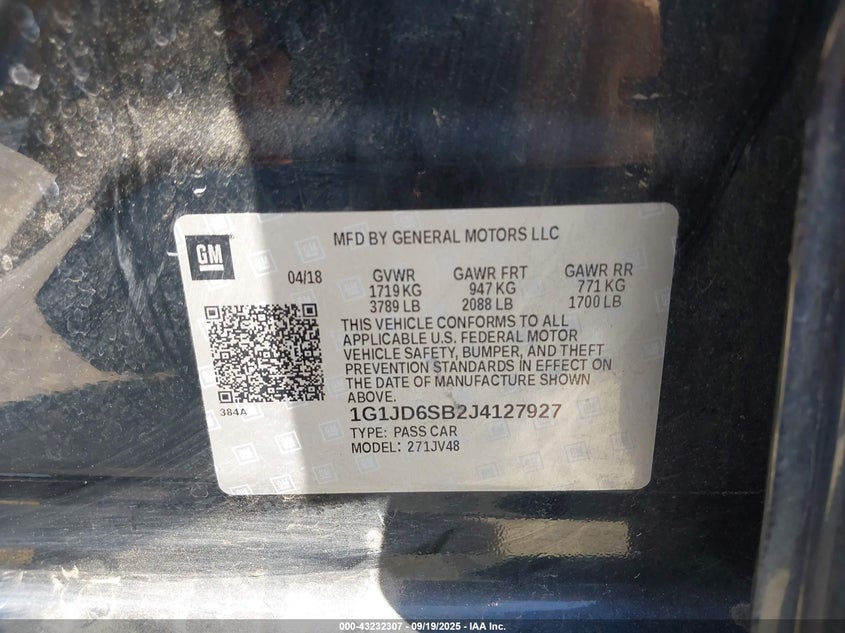 GM
MFD BY GENERAL MOTORS LLC
04/18 GVWR GAWR FRT GAWR RR
1719 KG 947 KG 771 KG
3789 LB 2088 LB 1700 LB
THIS VEHICLE CONFORMS TO ALL
APPLICABLE U.S. FEDERAL MOTOR
VEHICLE SAFETY, BUMPER, AND THEFT
PREVENTION STANDARDS IN EFFECT ON
THE DATE OF MANUFACTURE SHOWN
ABOVE.
384A
1G1JD6SB2J4127927
TYPE: PASS CAR
MODEL: 271JV48
000-43232307 - 09/19/2025 - IAA Inc.